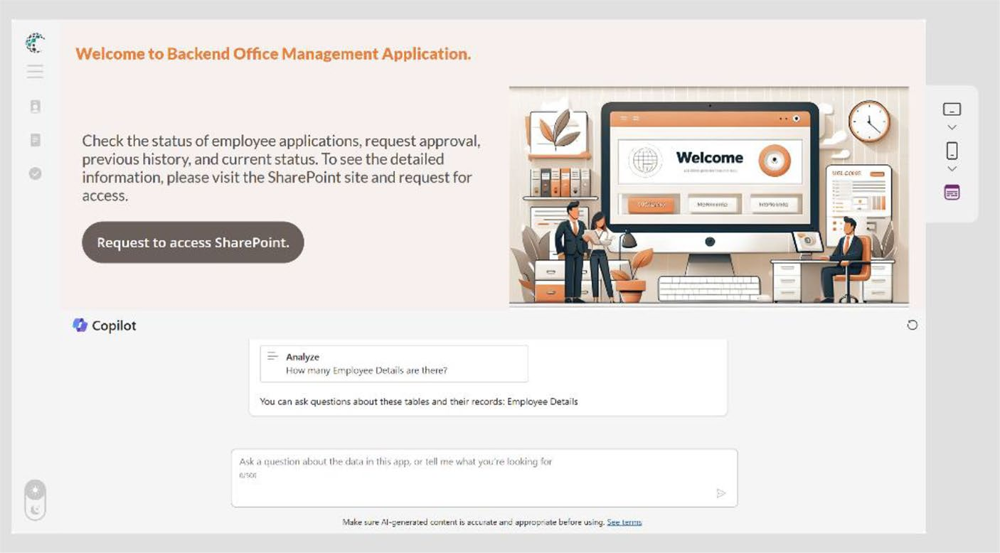 Welcome to Backend Office Management Application.
Check the status of employee applications, request approval,
previous history, and current status. To see the detailed
information, please visit the SharePoint site and request for
access.
Request to access SharePoint.
Welcome
WELCOME
Copilot
Analyze
How many Employee Details are there?
You can ask questions about these tables and their records: Employee Details
Ask a question about the data in this app, or tell me what you're looking for
0/500
Make sure AI-generated content is accurate and appropriate before using. See terms